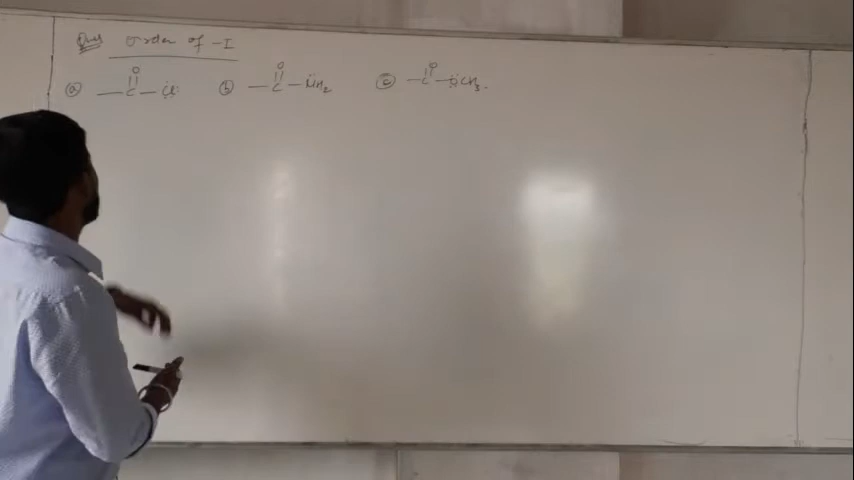 Ques Order of -I
(a) —C(=O)—Cl (b) —C(=O)—NH2 (c) —C(=O)—OCH3.